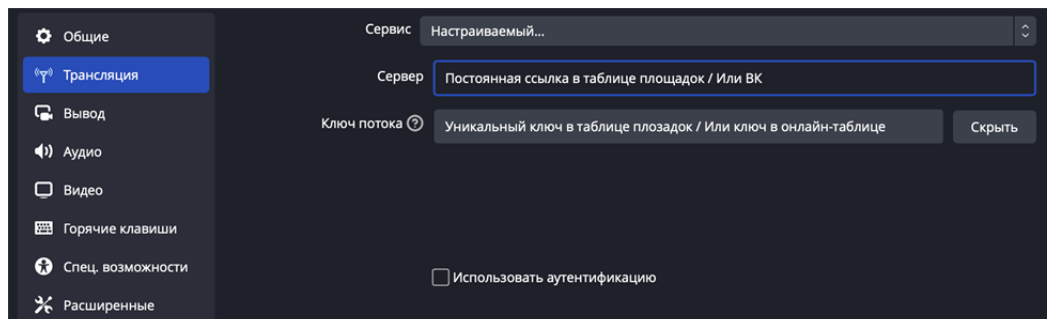 Общие
Трансляция
Вывод
Аудио
Видео
Горячие клавиши
Спец. возможности
Расширенные
Сервис Настраиваемый...
Сервер Постоянная ссылка в таблице площадок / Или ВК
Ключ потока ? Уникальный ключ в таблице плозадок / Или ключ в онлайн-таблице Скрыть
Использовать аутентификацию